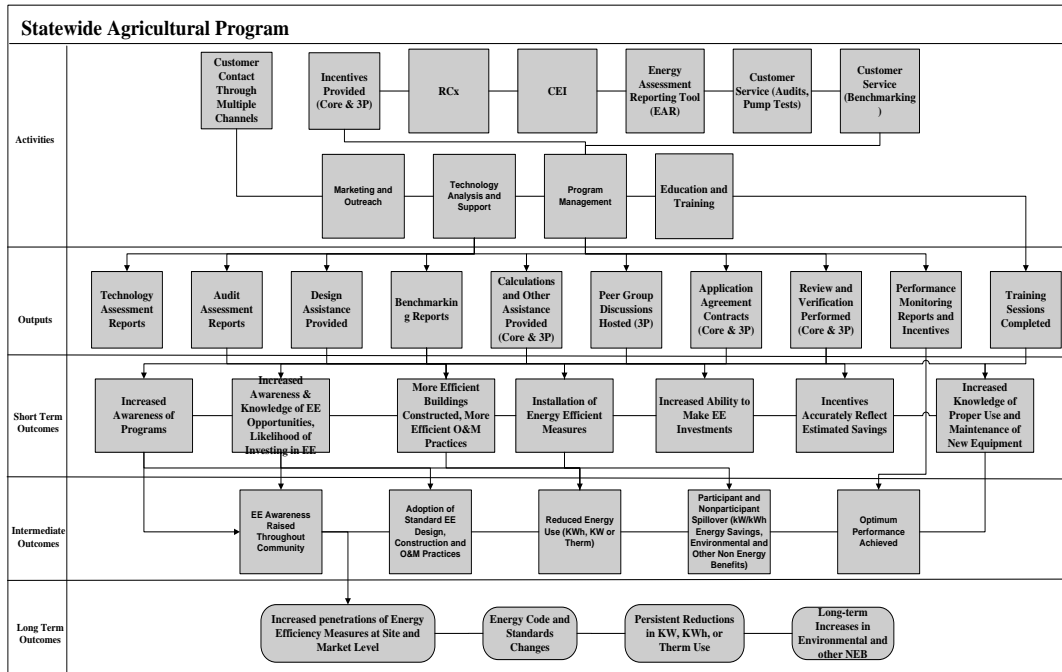 Statewide Agricultural Program
Activities
Customer
Contact
Through
Multiple
Channels
Incentives
Provided
(Core & 3P)
RCx
CEI
Energy
Assessment
Reporting Tool
(EAR)
Customer
Service (Audits,
Pump Tests)
Customer
Service
(Benchmarking
)
Marketing and
Outreach
Technology
Analysis and
Support
Program
Management
Education and
Training
Outputs
Technology
Assessment
Reports
Audit
Assessment
Reports
Design
Assistance
Provided
Benchmarkin
g Reports
Calculations
and Other
Assistance
Provided
(Core & 3P)
Peer Group
Discussions
Hosted (3P)
Application
Agreement
Contracts
(Core & 3P)
Review and
Verification
Performed
(Core & 3P)
Performance
Monitoring
Reports and
Incentives
Training
Sessions
Completed
Short Term
Outcomes
Increased
Awareness of
Programs
Increased
Awareness &
Knowledge of EE
Opportunities,
Likelihood of
Investing in EE
More Efficient
Buildings
Constructed, More
Efficient O&M
Practices
Installation of
Energy Efficient
Measures
Increased Ability to
Make EE
Investments
Incentives
Accurately Reflect
Estimated Savings
Increased
Knowledge of
Proper Use and
Maintenance of
New Equipment
Intermediate
Outcomes
EE Awareness
Raised
Throughout
Community
Adoption of
Standard EE
Design,
Construction and
O&M Practices
Reduced Energy
Use (KWh, KW or
Therm)
Participant and
Nonparticipant
Spillover (kW/kWh
Energy Savings,
Environmental and
Other Non Energy
Benefits)
Optimum
Performance
Achieved
Long Term
Outcomes
Increased penetrations of Energy
Efficiency Measures at Site and
Market Level
Energy Code and
Standards
Changes
Persistent Reductions
in KW, KWh, or
Therm Use
Long-term
Increases in
Environmental and
other NEB